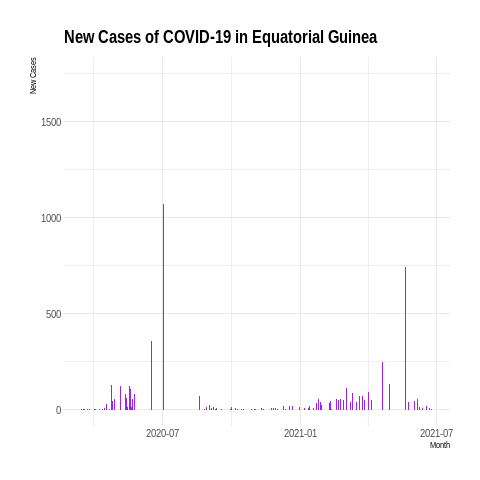 New Cases of COVID-19 in Equatorial Guinea
New Cases
1500
1000
500
0
2020-07
2021-01
2021-07
Month